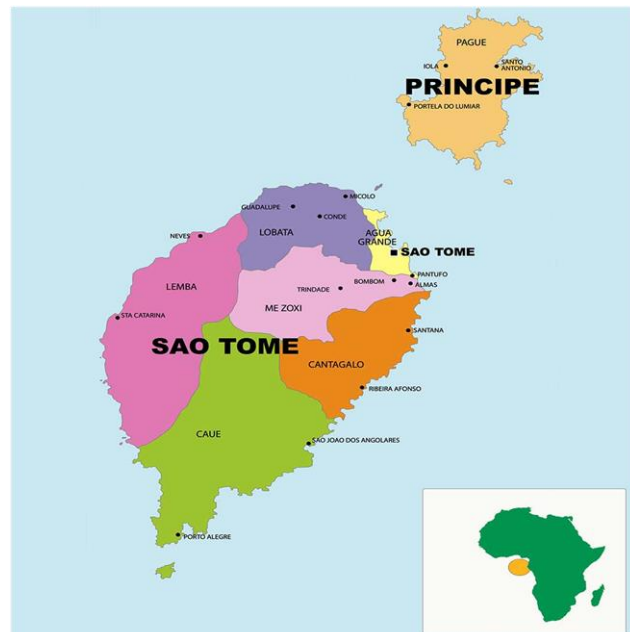 PAGUE
IOLA
SANTO
ANTONIO
PRINCIPE
PORTELA DO LUMIAR
MICOLO
GUADALUPE
CONDE
NEVES
LOBATA
AGUA
GRANDE
SAO TOME
PANTUFO
BOMBOM
ALMAS
LEMBA
TRINDADE
ME ZOXI
STA CATARINA
SANTANA
SAO TOME
CANTAGALO
RIBEIRA AFONSO
CAUE
SAO JOAO DOS ANGOLARES
PORTO ALEGRE